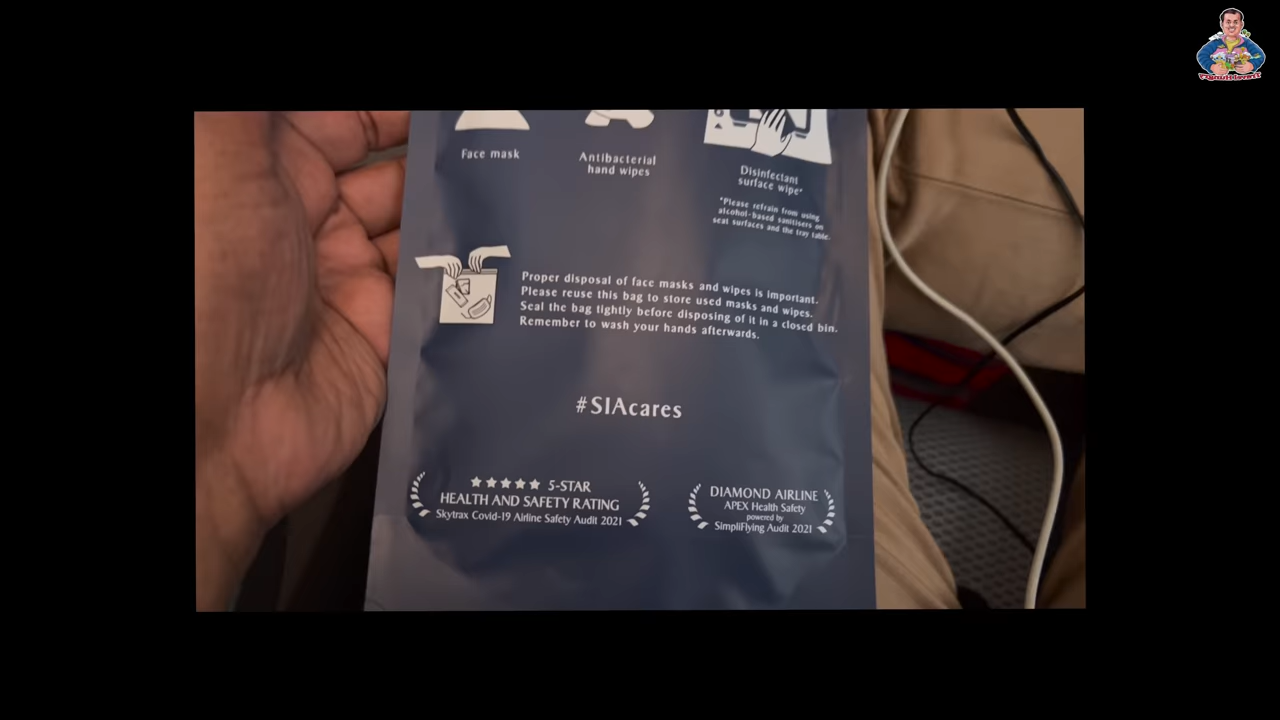 Face mask
Antibacterial
hand wipes
Disinfectant
surface wipe*
*Please refrain from using
alcohol-based sanitisers on
seat surfaces and the tray table.
Proper disposal of face masks and wipes is important.
Please reuse this bag to store used masks and wipes.
Seal the bag tightly before disposing of it in a closed bin.
Remember to wash your hands afterwards.
#SIAcares
5-STAR
HEALTH AND SAFETY RATING
Skytrax Covid-19 Airline Safety Audit 2021
DIAMOND AIRLINE
APEX Health Safety
powered by
SimpliFlying Audit 2021